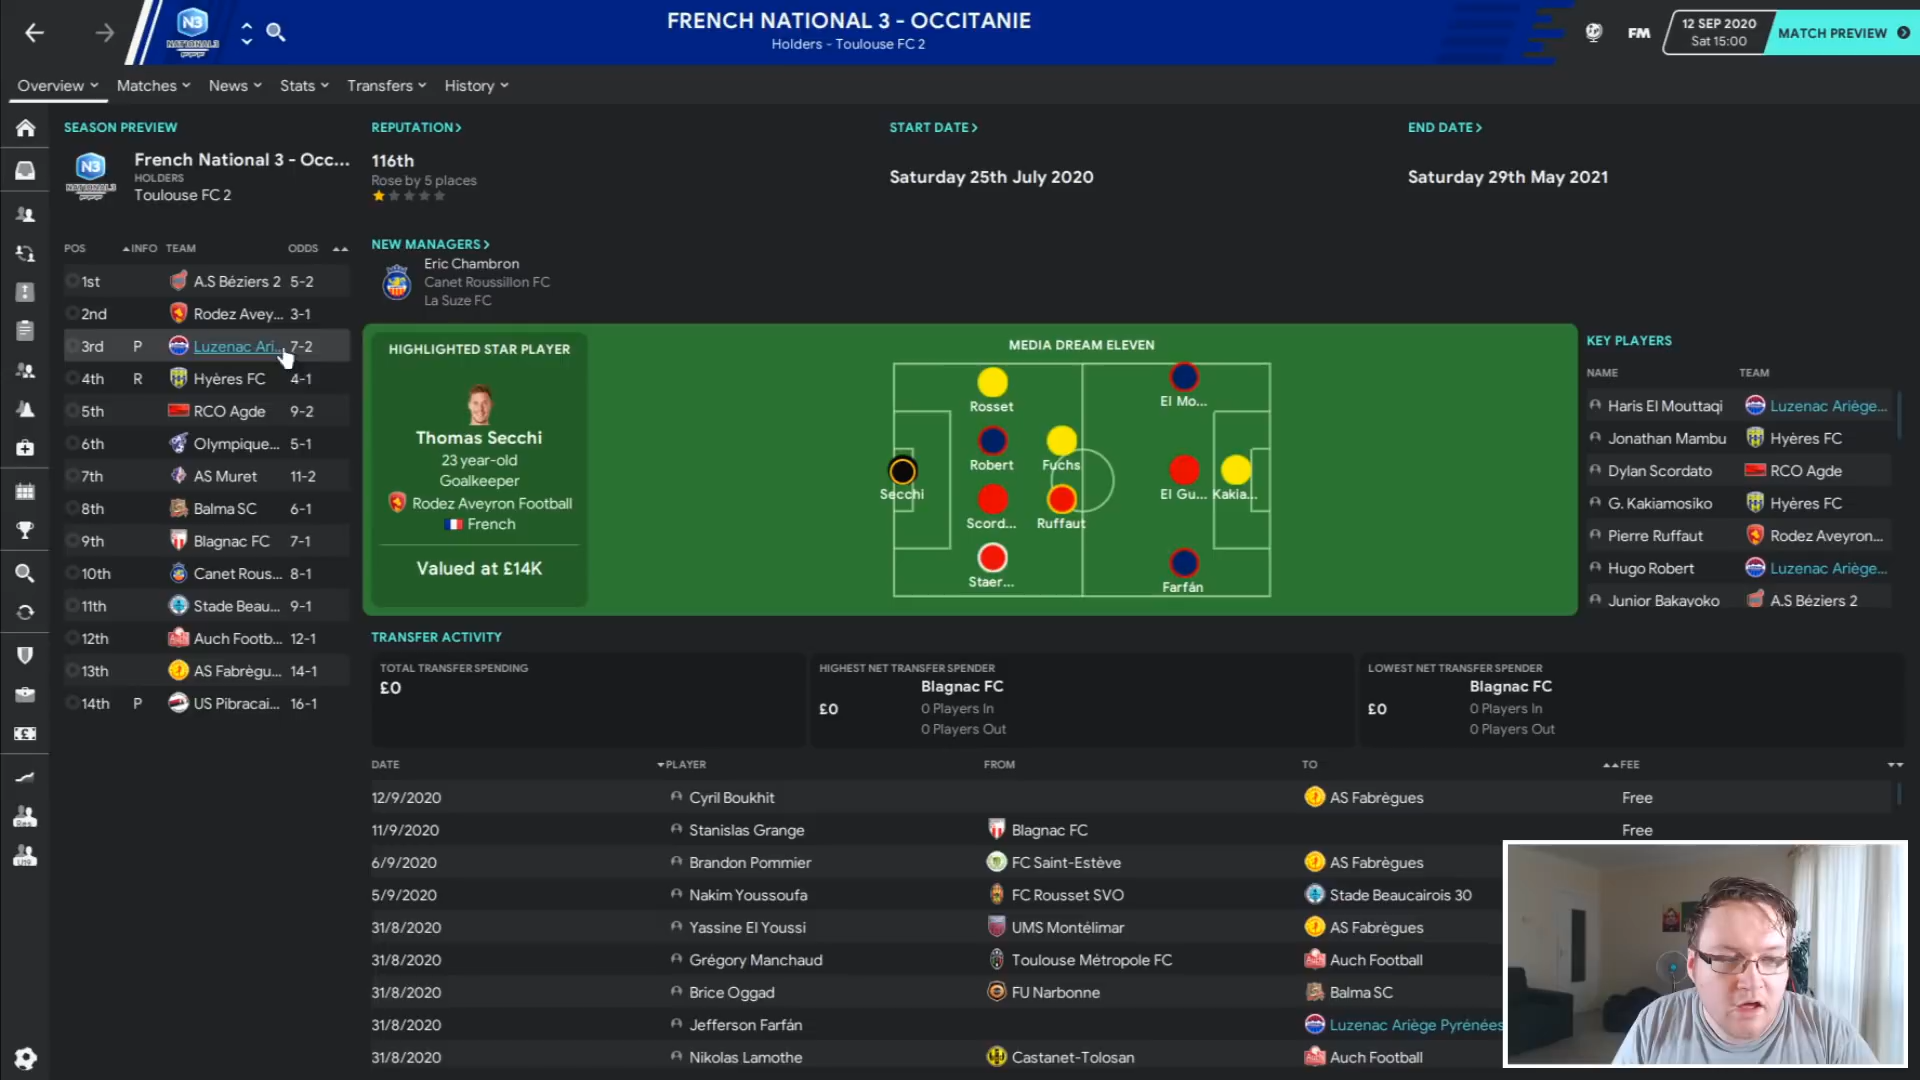 FRENCH NATIONAL 3 - OCCITANIE
Holders - Toulouse FC 2
N3
NATIONAL3
FM
12 SEP 2020
Sat 15:00
MATCH PREVIEW
Overview
Matches
News
Stats
Transfers
History
SEASON PREVIEW
N3
NATIONAL3
French National 3 - Occ...
HOLDERS
Toulouse FC 2
REPUTATION
116th
Rose by 5 places
START DATE
Saturday 25th July 2020
END DATE
Saturday 29th May 2021
NEW MANAGERS
Eric Chambron
Canet Roussillon FC
La Suze FC
POS INFO TEAM ODDS
1st A.S Béziers 2 5-2
2nd Rodez Avey... 3-1
3rd P Luzenac Ari... 7-2
4th R Hyères FC 4-1
5th RCO Agde 9-2
6th Olympique... 5-1
7th AS Muret 11-2
8th Balma SC 6-1
9th Blagnac FC 7-1
10th Canet Rous... 8-1
11th Stade Beau... 9-1
12th Auch Footb... 12-1
13th AS Fabrègu... 14-1
14th P US Pibracai... 16-1
HIGHLIGHTED STAR PLAYER
Thomas Secchi
23 year-old
Goalkeeper
Rodez Aveyron Football
French
Valued at £14K
MEDIA DREAM ELEVEN
Rosset
El Mo...
Robert
Fuchs
Secchi
El Gu...
Kakia...
Scord...
Ruffaut
Staer...
Farfán
KEY PLAYERS
NAME TEAM
Haris El Mouttaqi Luzenac Ariège...
Jonathan Mambu Hyères FC
Dylan Scordato RCO Agde
G. Kakiamosiko Hyères FC
Pierre Ruffaut Rodez Aveyron...
Hugo Robert Luzenac Ariège...
Junior Bakayoko A.S Béziers 2
TRANSFER ACTIVITY
TOTAL TRANSFER SPENDING
£0
HIGHEST NET TRANSFER SPENDER
Blagnac FC
£0
0 Players In
0 Players Out
LOWEST NET TRANSFER SPENDER
Blagnac FC
£0
0 Players In
0 Players Out
DATE PLAYER FROM TO FEE
12/9/2020 Cyril Boukhit AS Fabrègues Free
11/9/2020 Stanislas Grange Blagnac FC Free
6/9/2020 Brandon Pommier FC Saint-Estève AS Fabrègues
5/9/2020 Nakim Youssoufa FC Rousset SVO Stade Beaucairois 30
31/8/2020 Yassine El Youssi UMS Montélimar AS Fabrègues
31/8/2020 Grégory Manchaud Toulouse Métropole FC Auch Football
31/8/2020 Brice Oggad FU Narbonne Balma SC
31/8/2020 Jefferson Farfán Luzenac Ariège Pyrénées
31/8/2020 Nikolas Lamothe Castanet-Tolosan Auch Football